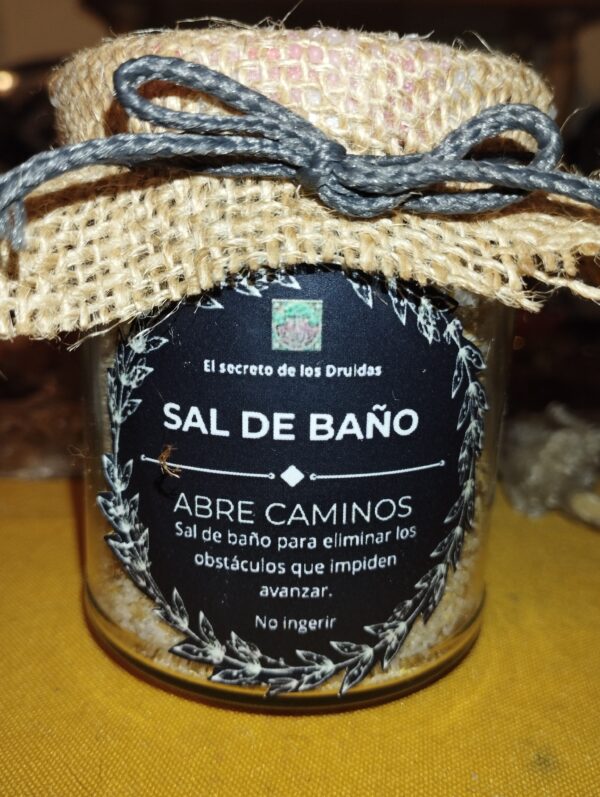 El secreto de los Druidas
SAL DE BAÑO
ABRE CAMINOS
Sal de baño para eliminar los
obstáculos que impiden
avanzar.
No ingerir